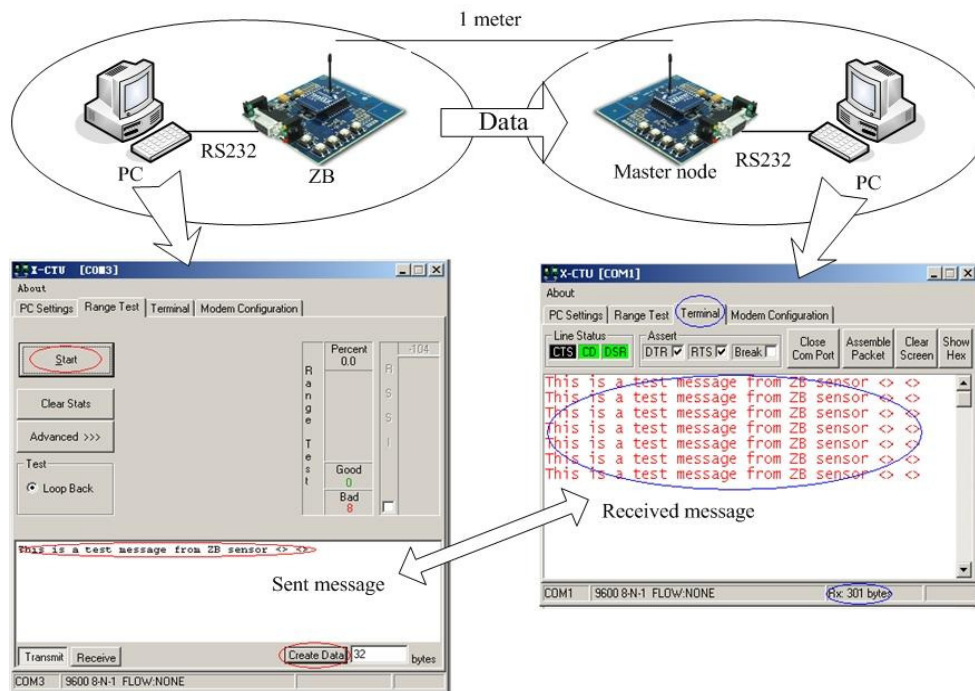 1 meter
RS232
PC
ZB
Data
Master node
RS232
PC
X-CTU [COM3]
About
PC Settings
Range Test
Terminal
Modem Configuration
Start
Clear Stats
Advanced >>>
Test
Loop Back
Range Test
Percent
0.0
Good
0
Bad
8
-104
RSSI
This is a test message from ZB sensor <> <>
Sent message
Transmit
Receive
Create Data
32
bytes
COM3
9600 8-N-1 FLOW:NONE
X-CTU [COM1]
About
PC Settings
Range Test
Terminal
Modem Configuration
Line Status
CTS
CD
DSR
Assert
DTR
RTS
Break
Close
Com Port
Assemble
Packet
Clear
Screen
Show
Hex
This is a test message from ZB sensor <> <>
This is a test message from ZB sensor <> <>
This is a test message from ZB sensor <> <>
This is a test message from ZB sensor <> <>
This is a test message from ZB sensor <> <>
This is a test message from ZB sensor <> <>
This is a test message from ZB sensor <> <>
Received message
COM1
9600 8-N-1 FLOW:NONE
Rx: 301 bytes